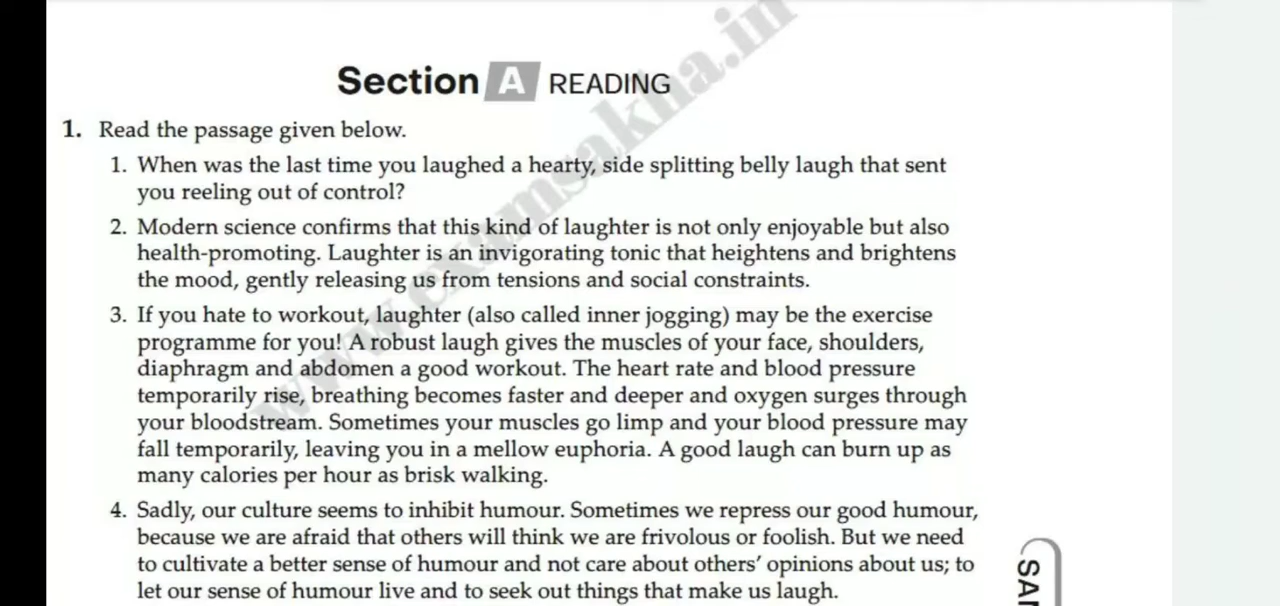 Section A READING
1. Read the passage given below.
1. When was the last time you laughed a hearty, side splitting belly laugh that sent
you reeling out of control?
2. Modern science confirms that this kind of laughter is not only enjoyable but also
health-promoting. Laughter is an invigorating tonic that heightens and brightens
the mood, gently releasing us from tensions and social constraints.
3. If you hate to workout, laughter (also called inner jogging) may be the exercise
programme for you! A robust laugh gives the muscles of your face, shoulders,
diaphragm and abdomen a good workout. The heart rate and blood pressure
temporarily rise, breathing becomes faster and deeper and oxygen surges through
your bloodstream. Sometimes your muscles go limp and your blood pressure may
fall temporarily, leaving you in a mellow euphoria. A good laugh can burn up as
many calories per hour as brisk walking.
4. Sadly, our culture seems to inhibit humour. Sometimes we repress our good humour,
because we are afraid that others will think we are frivolous or foolish. But we need
to cultivate a better sense of humour and not care about others' opinions about us; to
let our sense of humour live and to seek out things that make us laugh.
www.examsakha.in